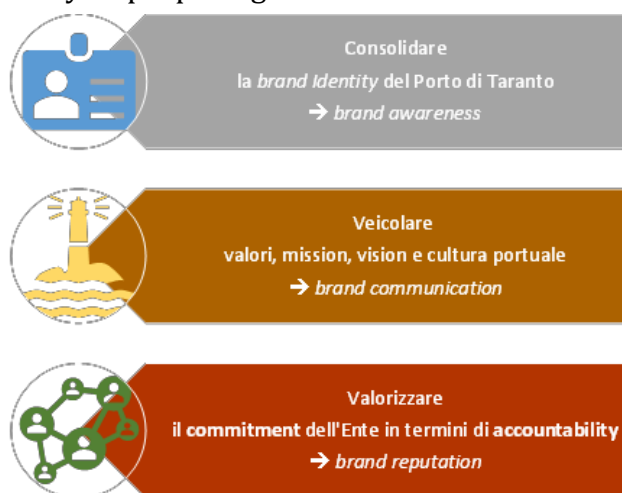 Consolidare
la brand Identity del Porto di Taranto
➔ brand awareness
Veicolare
valori, mission, vision e cultura portuale
➔ brand communication
Valorizzare
il commitment dell'Ente in termini di accountability
➔ brand reputation